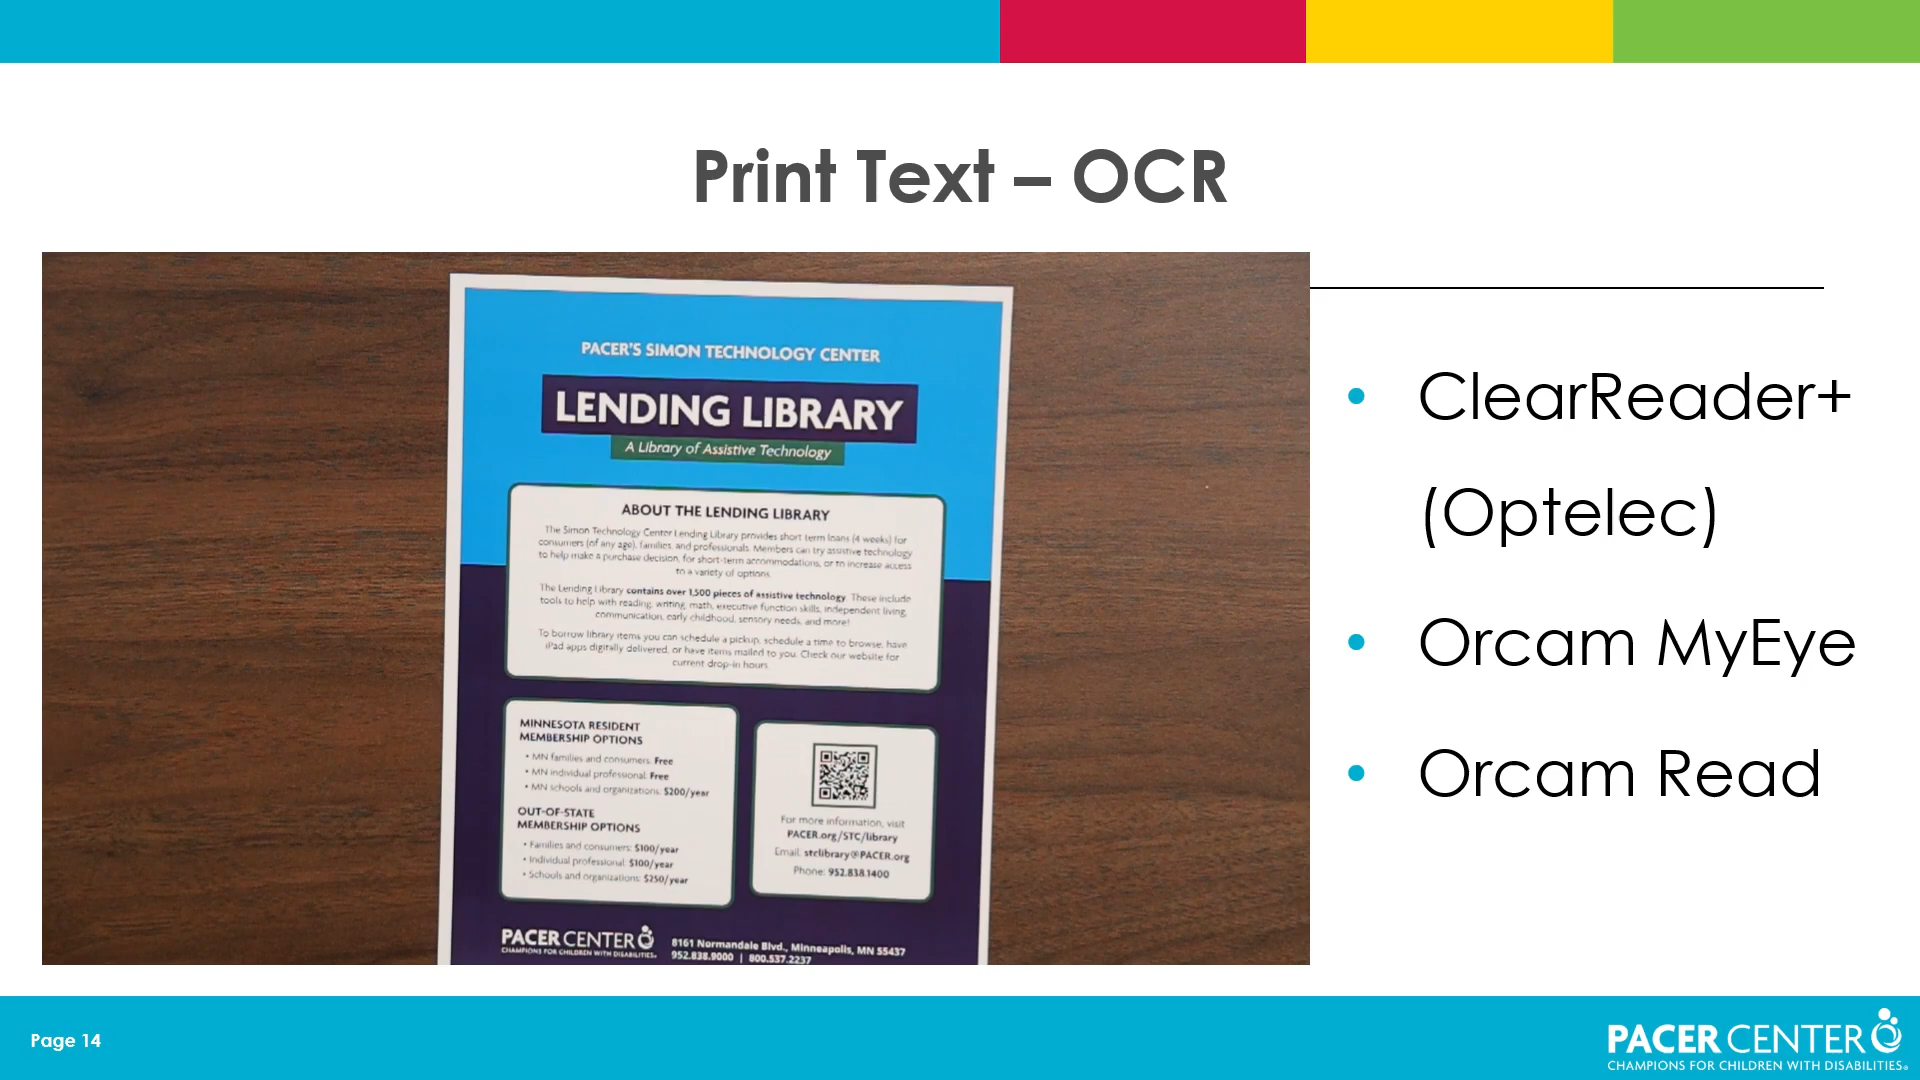 Print Text – OCR
PACER'S SIMON TECHNOLOGY CENTER
LENDING LIBRARY
A Library of Assistive Technology
ABOUT THE LENDING LIBRARY
The Simon Technology Center Lending Library provides short term loans (4 weeks) for
consumers (of any age), families, and professionals. Members can try assistive technology
to help make a purchase decision, for short-term accommodations, or to increase access
to a variety of options.
The Lending Library contains over 1,500 pieces of assistive technology. These include
tools to help with reading, writing, math, executive function skills, independent living,
communication, early childhood, sensory needs, and more!
To borrow library items you can schedule a pickup, schedule a time to browse, have
iPad apps digitally delivered, or have items mailed to you. Check our website for
current drop-in hours.
MINNESOTA RESIDENT
MEMBERSHIP OPTIONS
• MN families and consumers: Free
• MN individual professional: Free
• MN schools and organizations: $200/year
OUT-OF-STATE
MEMBERSHIP OPTIONS
• Families and consumers: $100/year
• Individual professional: $100/year
• Schools and organizations: $250/year
For more information, visit
PACER.org/STC/library
Email: stclibrary@PACER.org
Phone: 952.838.1400
PACER CENTER
CHAMPIONS FOR CHILDREN WITH DISABILITIES®
8161 Normandale Blvd., Minneapolis, MN 55437
952.838.9000 | 800.537.2237
• ClearReader+
(Optelec)
• Orcam MyEye
• Orcam Read
Page 14
PACER CENTER
CHAMPIONS FOR CHILDREN WITH DISABILITIES®